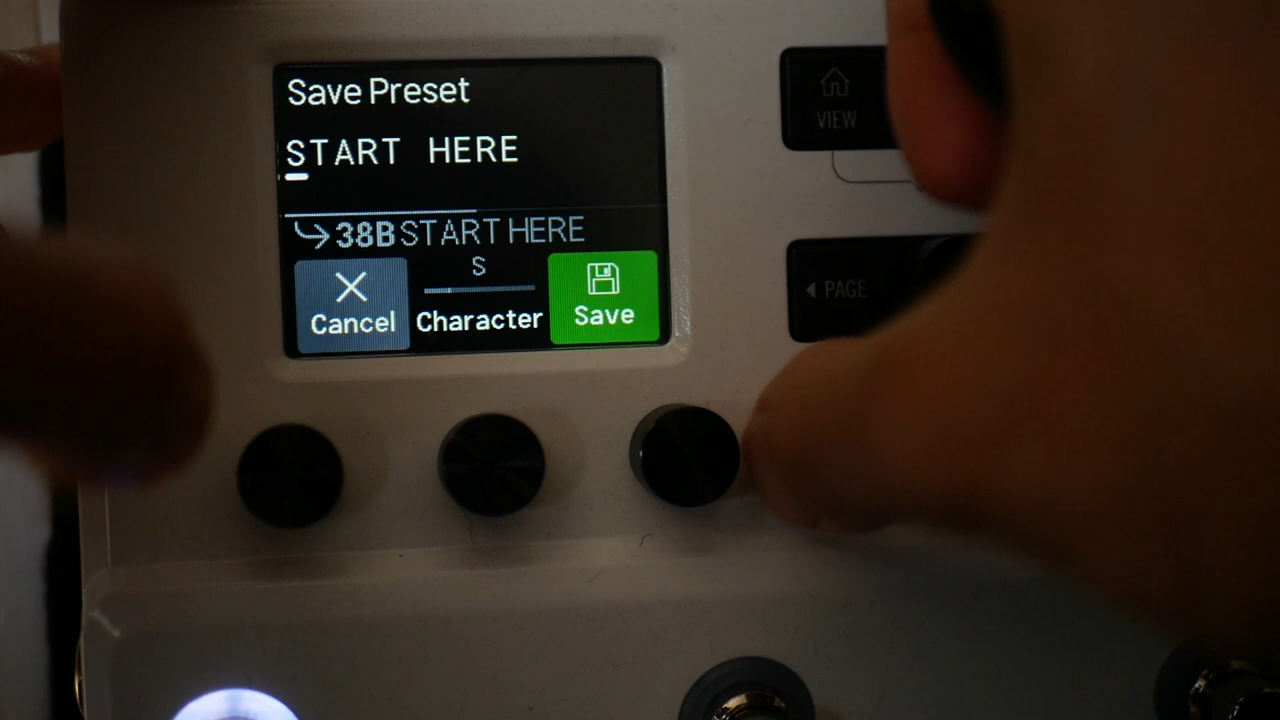 Save Preset
START HERE
38B START HERE
S
Cancel
Character
Save
VIEW
PAGE